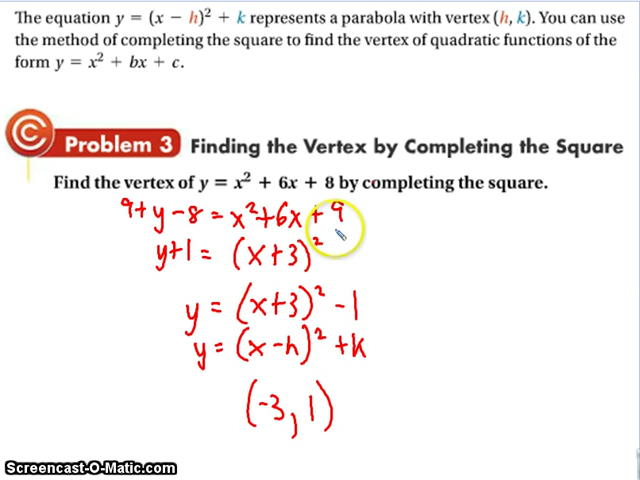 The equation y = (x − h)² + k represents a parabola with vertex (h, k). You can use
the method of completing the square to find the vertex of quadratic functions of the
form y = x² + bx + c.
C Problem 3 Finding the Vertex by Completing the Square
Find the vertex of y = x² + 6x + 8 by completing the square.
9+y−8 = x²+6x+9
y+1 = (x+3)²
y = (x+3)² −1
y = (x−h)² +k
(−3, 1)
Screencast-O-Matic.com